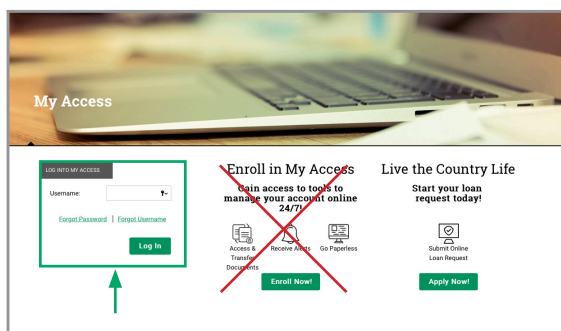 My Access
LOG INTO MY ACCESS
Username:
Forgot Password | Forgot Username
Log In
Enroll in My Access
Gain access to tools to
manage your account online
24/7!
Access &
Transfer
Documents
Receive Alerts
Go Paperless
Enroll Now!
Live the Country Life
Start your loan
request today!
Submit Online
Loan Request
Apply Now!